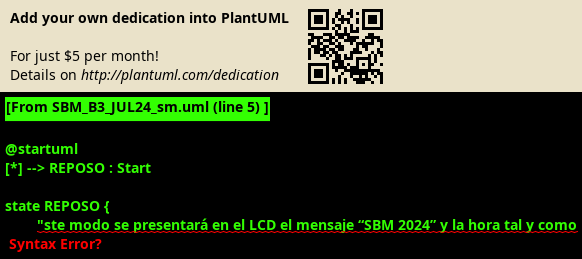 Add your own dedication into PlantUML
For just $5 per month!
Details on http://plantuml.com/dedication
[From SBM_B3_JUL24_sm.uml (line 5) ]
@startuml
[*] --> REPOSO : Start
state REPOSO {
"ste modo se presentará en el LCD el mensaje “SBM 2024” y la hora tal y como
Syntax Error?